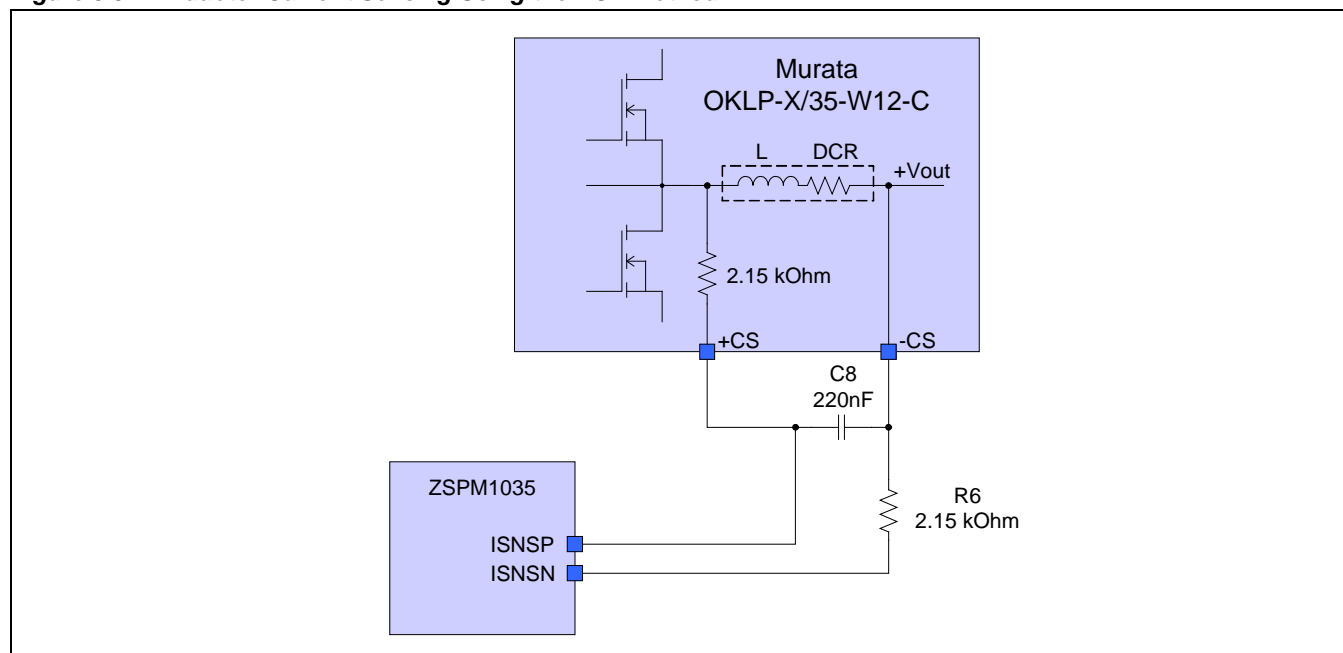 Murata
OKLP-X/35-W12-C
L DCR
+Vout
2.15 kOhm
+CS -CS
C8
220nF
ZSPM1035
R6
2.15 kOhm
ISNSP
ISNSN